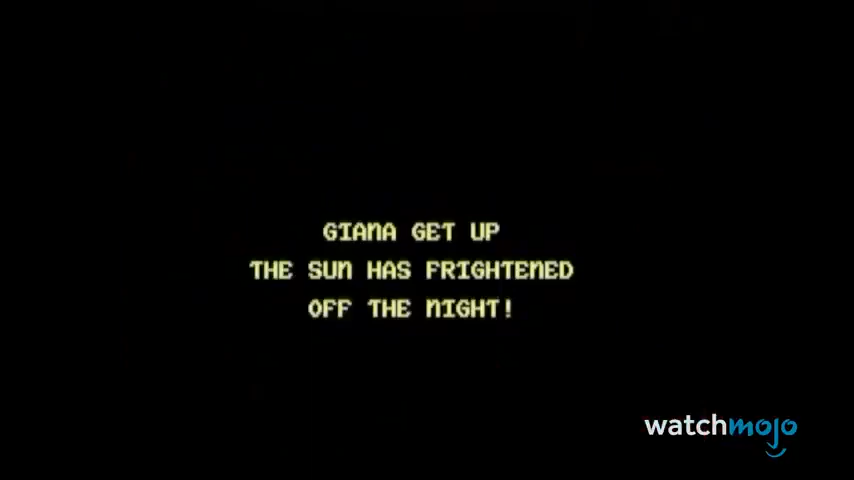 GIANA GET UP
THE SUN HAS FRIGHTENED
OFF THE NIGHT!
watchmojo